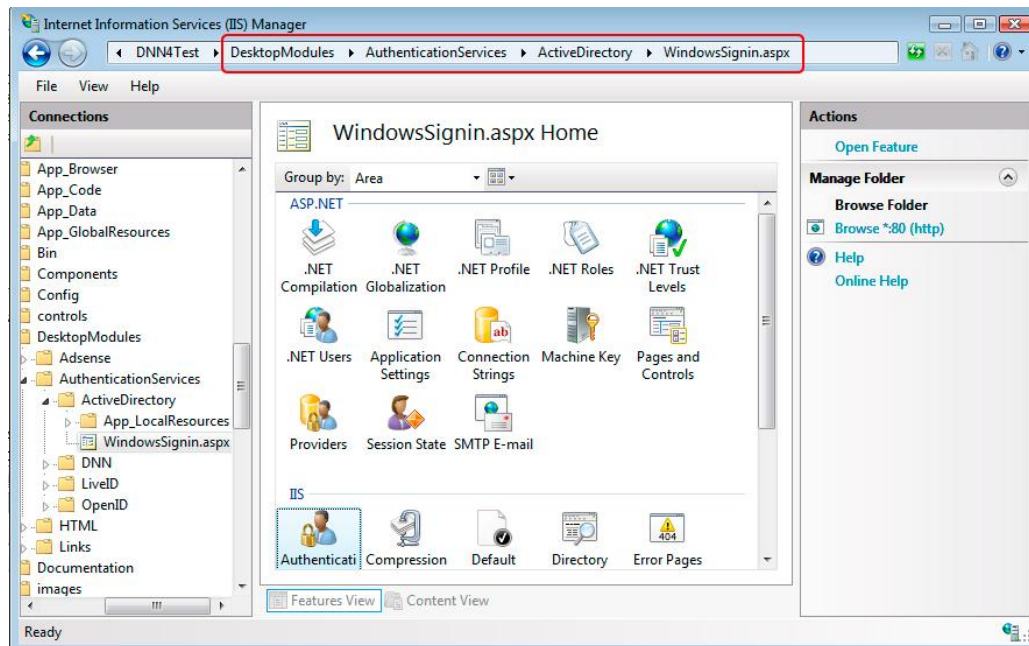 Internet Information Services (IIS) Manager
DNN4Test DesktopModules AuthenticationServices ActiveDirectory WindowsSignin.aspx
File View Help
Connections
App_Browser
App_Code
App_Data
App_GlobalResources
Bin
Components
Config
controls
DesktopModules
Adsense
AuthenticationServices
ActiveDirectory
App_LocalResources
WindowsSignin.aspx
DNN
LiveID
OpenID
HTML
Links
Documentation
images
WindowsSignin.aspx Home
Group by: Area
ASP.NET
.NET Compilation
.NET Globalization
.NET Profile
.NET Roles
.NET Trust Levels
.NET Users
Application Settings
Connection Strings
Machine Key
Pages and Controls
Providers
Session State
SMTP E-mail
IIS
Authenticati
Compression
Default
Directory
404
Error Pages
Features View
Content View
Actions
Open Feature
Manage Folder
Browse Folder
Browse *:80 (http)
Help
Online Help
Ready